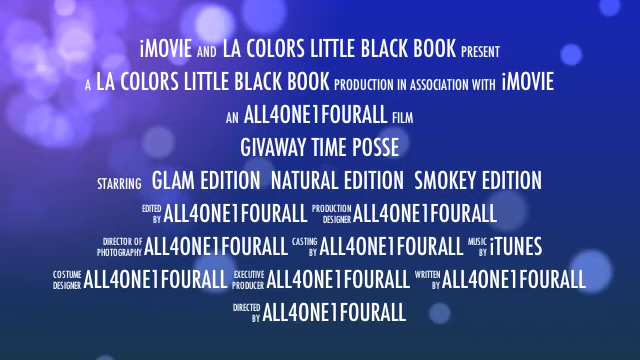 iMOVIE AND LA COLORS LITTLE BLACK BOOK PRESENT
A LA COLORS LITTLE BLACK BOOK PRODUCTION IN ASSOCIATION WITH iMOVIE
AN ALL4ONE1FOURALL FILM
GIVAWAY TIME POSSE
STARRING GLAM EDITION NATURAL EDITION SMOKEY EDITION
EDITED BY ALL4ONE1FOURALL PRODUCTION DESIGNER ALL4ONE1FOURALL
DIRECTOR OF PHOTOGRAPHY ALL4ONE1FOURALL CASTING BY ALL4ONE1FOURALL MUSIC BY iTUNES
COSTUME DESIGNER ALL4ONE1FOURALL EXECUTIVE PRODUCER ALL4ONE1FOURALL WRITTEN BY ALL4ONE1FOURALL
DIRECTED BY ALL4ONE1FOURALL